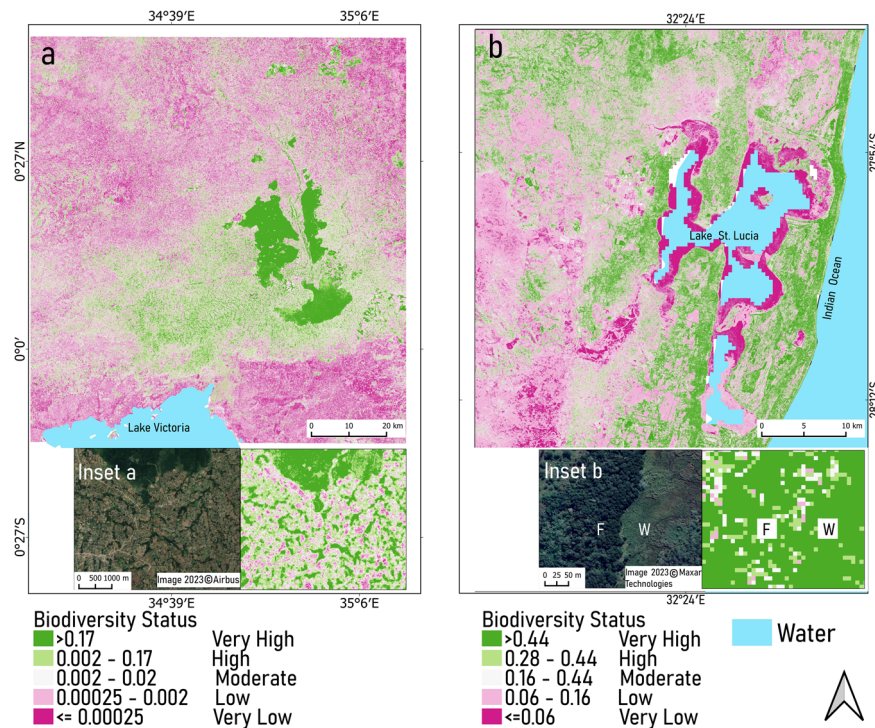 34°39'E 35°6'E 32°24'E
a b
0°27'N
Lake St. Lucia
Indian Ocean
0°0'
28°12'S
Lake Victoria
0 10 20 km
0 5 10 km
Inset a
Inset b
F W F W
0°27'S
0 500 1000 m
Image 2023©Airbus
0 25 50 m
Image 2023©Maxar
Technologies
34°39'E 35°6'E 32°24'E
Biodiversity Status
>0.17 Very High
0.002 - 0.17 High
0.002 - 0.02 Moderate
0.00025 - 0.002 Low
<= 0.00025 Very Low
Biodiversity Status
>0.44 Very High
0.28 - 0.44 High
0.16 - 0.44 Moderate
0.06 - 0.16 Low
<=0.06 Very Low
Water